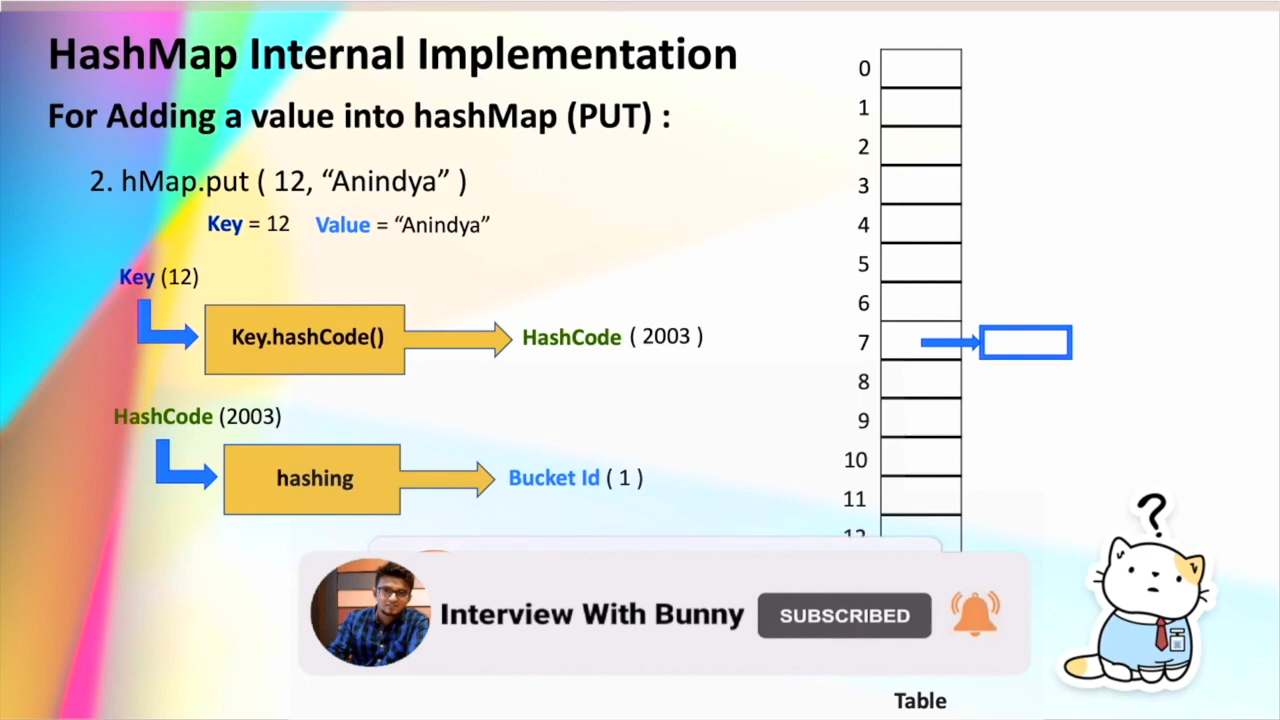 HashMap Internal Implementation
For Adding a value into hashMap (PUT) :
2. hMap.put ( 12, “Anindya” )
Key = 12 Value = “Anindya”
Key (12)
Key.hashCode()
HashCode ( 2003 )
HashCode (2003)
hashing
Bucket Id ( 1 )
0
1
2
3
4
5
6
7
8
9
10
11
12
Interview With Bunny
SUBSCRIBED
?
Table